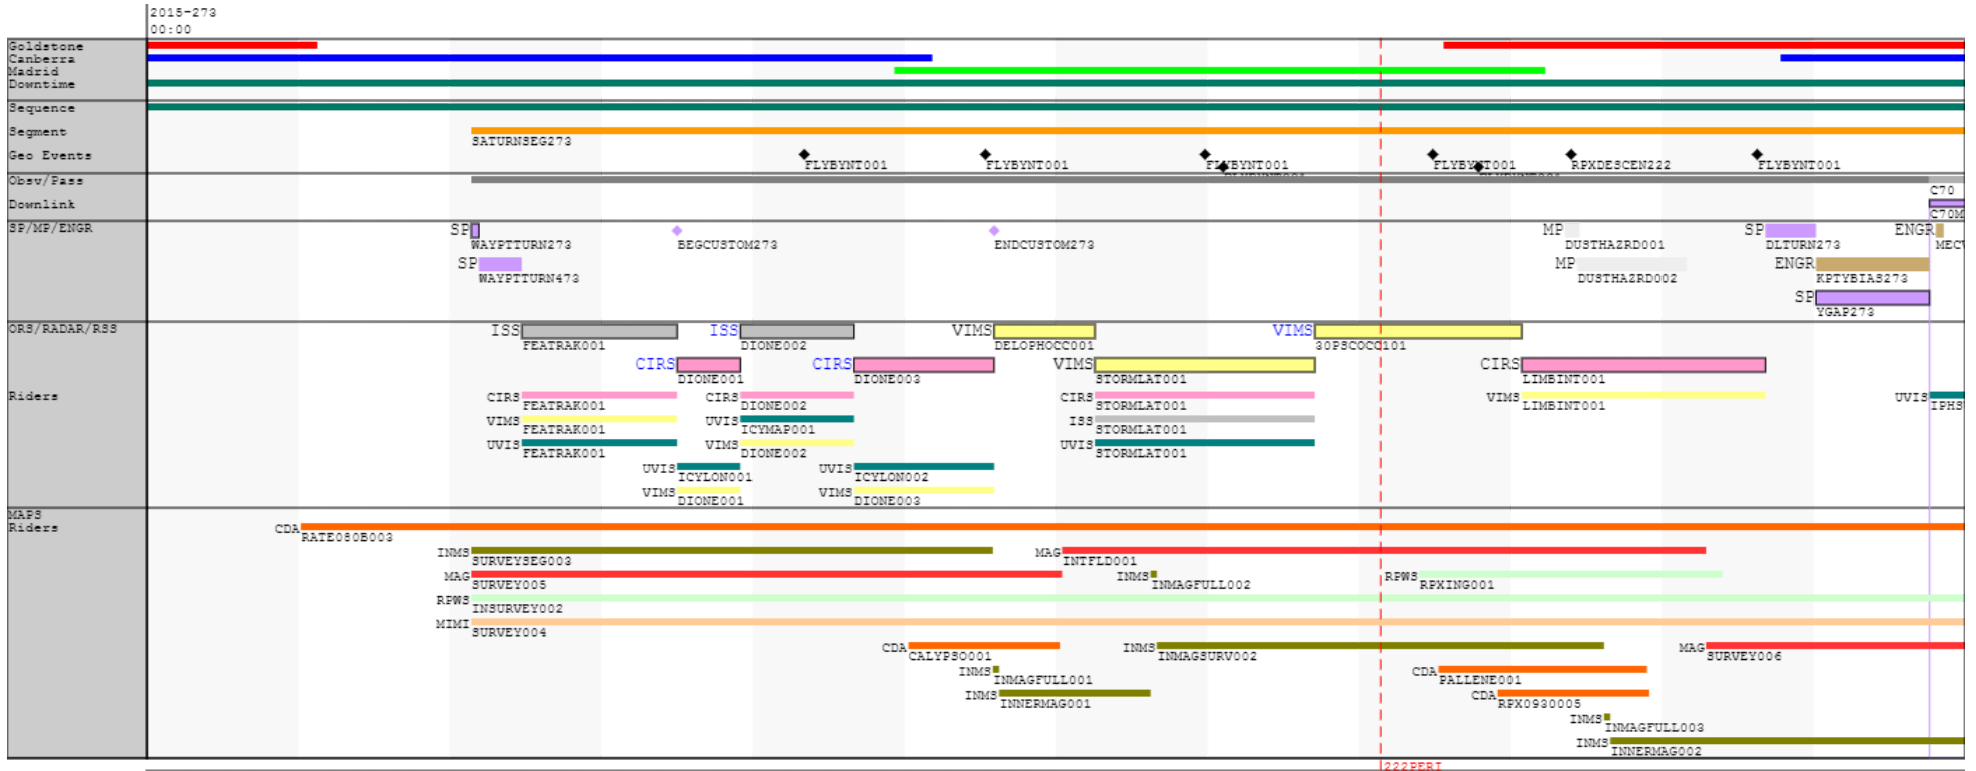 2015-273
00:00
Goldstone
Canberra
Madrid
Downtime
Sequence
Segment
SATURNSEG273
Geo Events
FLYBYNT001 FLYBYNT001 FLYBYNT001 FLYBYNT001 RPXDESCEN222 FLYBYNT001
Obsv/Pass
C70
Downlink
C70M
SP/MP/ENGR
SP MP SP ENGR
WAYPTTURN273 BEGCUSTOM273 ENDCUSTOM273 DUSTHAZRD001 DLTURN273 MECW
SP MP ENGR
WAYPTTURN473 DUSTHAZRD002 KPTYBIAS273
SP
YGAP273
ORS/RADAR/RSS
ISS ISS VIMS VIMS
FEATRAK001 DIONE002 DELOPHOCC001 30PSCOCC101
CIRS CIRS VIMS CIRS
DIONE001 DIONE003 STORMLAT001 LIMBINT001
Riders
CIRS CIRS CIRS VIMS UVIS
FEATRAK001 DIONE002 STORMLAT001 LIMBINT001 IPHS
VIMS UVIS ISS
FEATRAK001 ICYMAP001 STORMLAT001
UVIS VIMS UVIS
FEATRAK001 DIONE002 STORMLAT001
UVIS UVIS
ICYLON001 ICYLON002
VIMS VIMS
DIONE001 DIONE003
MAPS
Riders
CDA
RATE080B003
INMS MAG
SURVEYSEG003 INTFLD001
MAG INMS RPWS
SURVEY005 INMAGFULL002 RPXING001
RPWS
INSURVEY002
MIMI
SURVEY004
CDA INMS MAG
CALYPSO001 INMAGSURV002 SURVEY006
INMS CDA
INMAGFULL001 PALLENE001
INMS CDA
INNERMAG001 RPX0930005
INMS
INMAGFULL003
INMS
INNERMAG002
222PERI